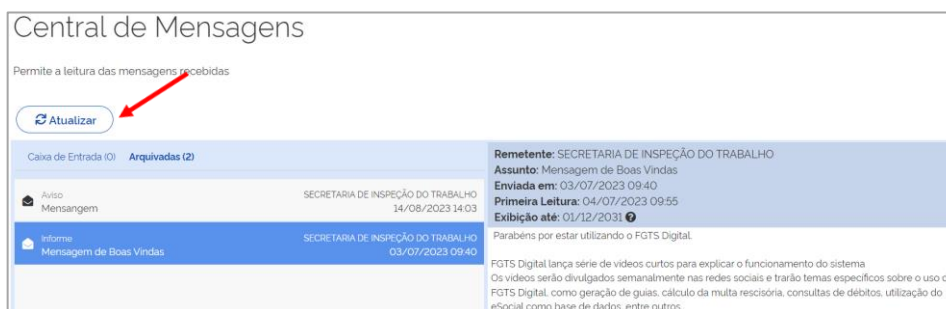 Central de Mensagens
Permite a leitura das mensagens recebidas
Atualizar
Caixa de Entrada (0) Arquivadas (2)
Aviso SECRETARIA DE INSPEÇÃO DO TRABALHO
Mensangem 14/08/2023 14:03
Informe SECRETARIA DE INSPEÇÃO DO TRABALHO
Mensagem de Boas Vindas 03/07/2023 09:40
Remetente: SECRETARIA DE INSPEÇÃO DO TRABALHO
Assunto: Mensagem de Boas Vindas
Enviada em: 03/07/2023 09:40
Primeira Leitura: 04/07/2023 09:55
Exibição até: 01/12/2031
Parabéns por estar utilizando o FGTS Digital.
FGTS Digital lança série de vídeos curtos para explicar o funcionamento do sistema
Os vídeos serão divulgados semanalmente nas redes sociais e trarão temas específicos sobre o uso
FGTS Digital, como geração de guias, cálculo da multa rescisória, consultas de débitos, utilização do
eSocial como base de dados, entre outros.